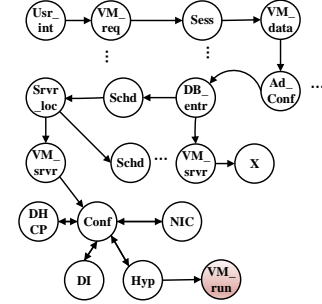 Usr_
int
VM_
req
Sess
VM_
data
...
...
Ad_
Conf
...
Srvr
_loc
Schd
DB_
entr
VM_
srvr
Schd
...
VM_
srvr
X
DH
CP
Conf
NIC
DI
Hyp
VM_
run